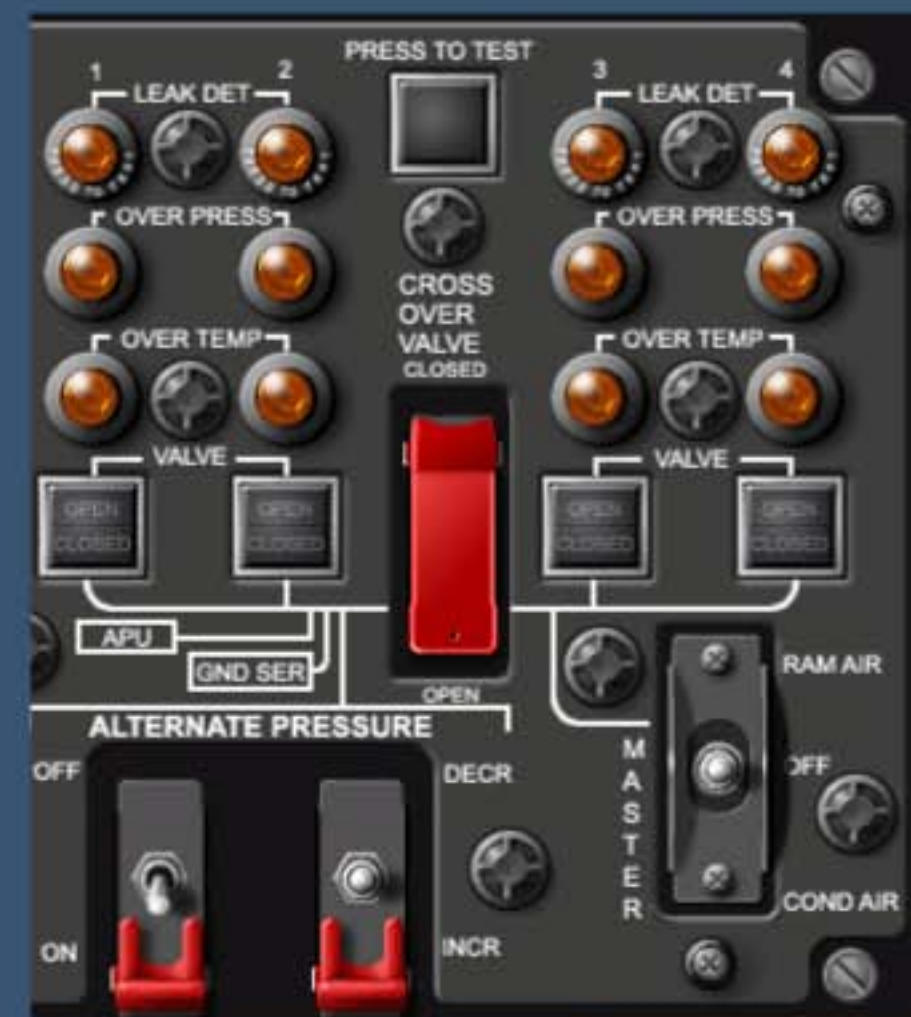 PRESS TO TEST
1 2 3 4
LEAK DET LEAK DET
OVER PRESS OVER PRESS
CROSS
OVER
VALVE
CLOSED
OVER TEMP OVER TEMP
VALVE VALVE
OPEN OPEN OPEN OPEN
CLOSED CLOSED CLOSED CLOSED
APU
GND SER
OPEN
RAM AIR
ALTERNATE PRESSURE
OFF DECR
MASTER
OFF
ON INCR
COND AIR